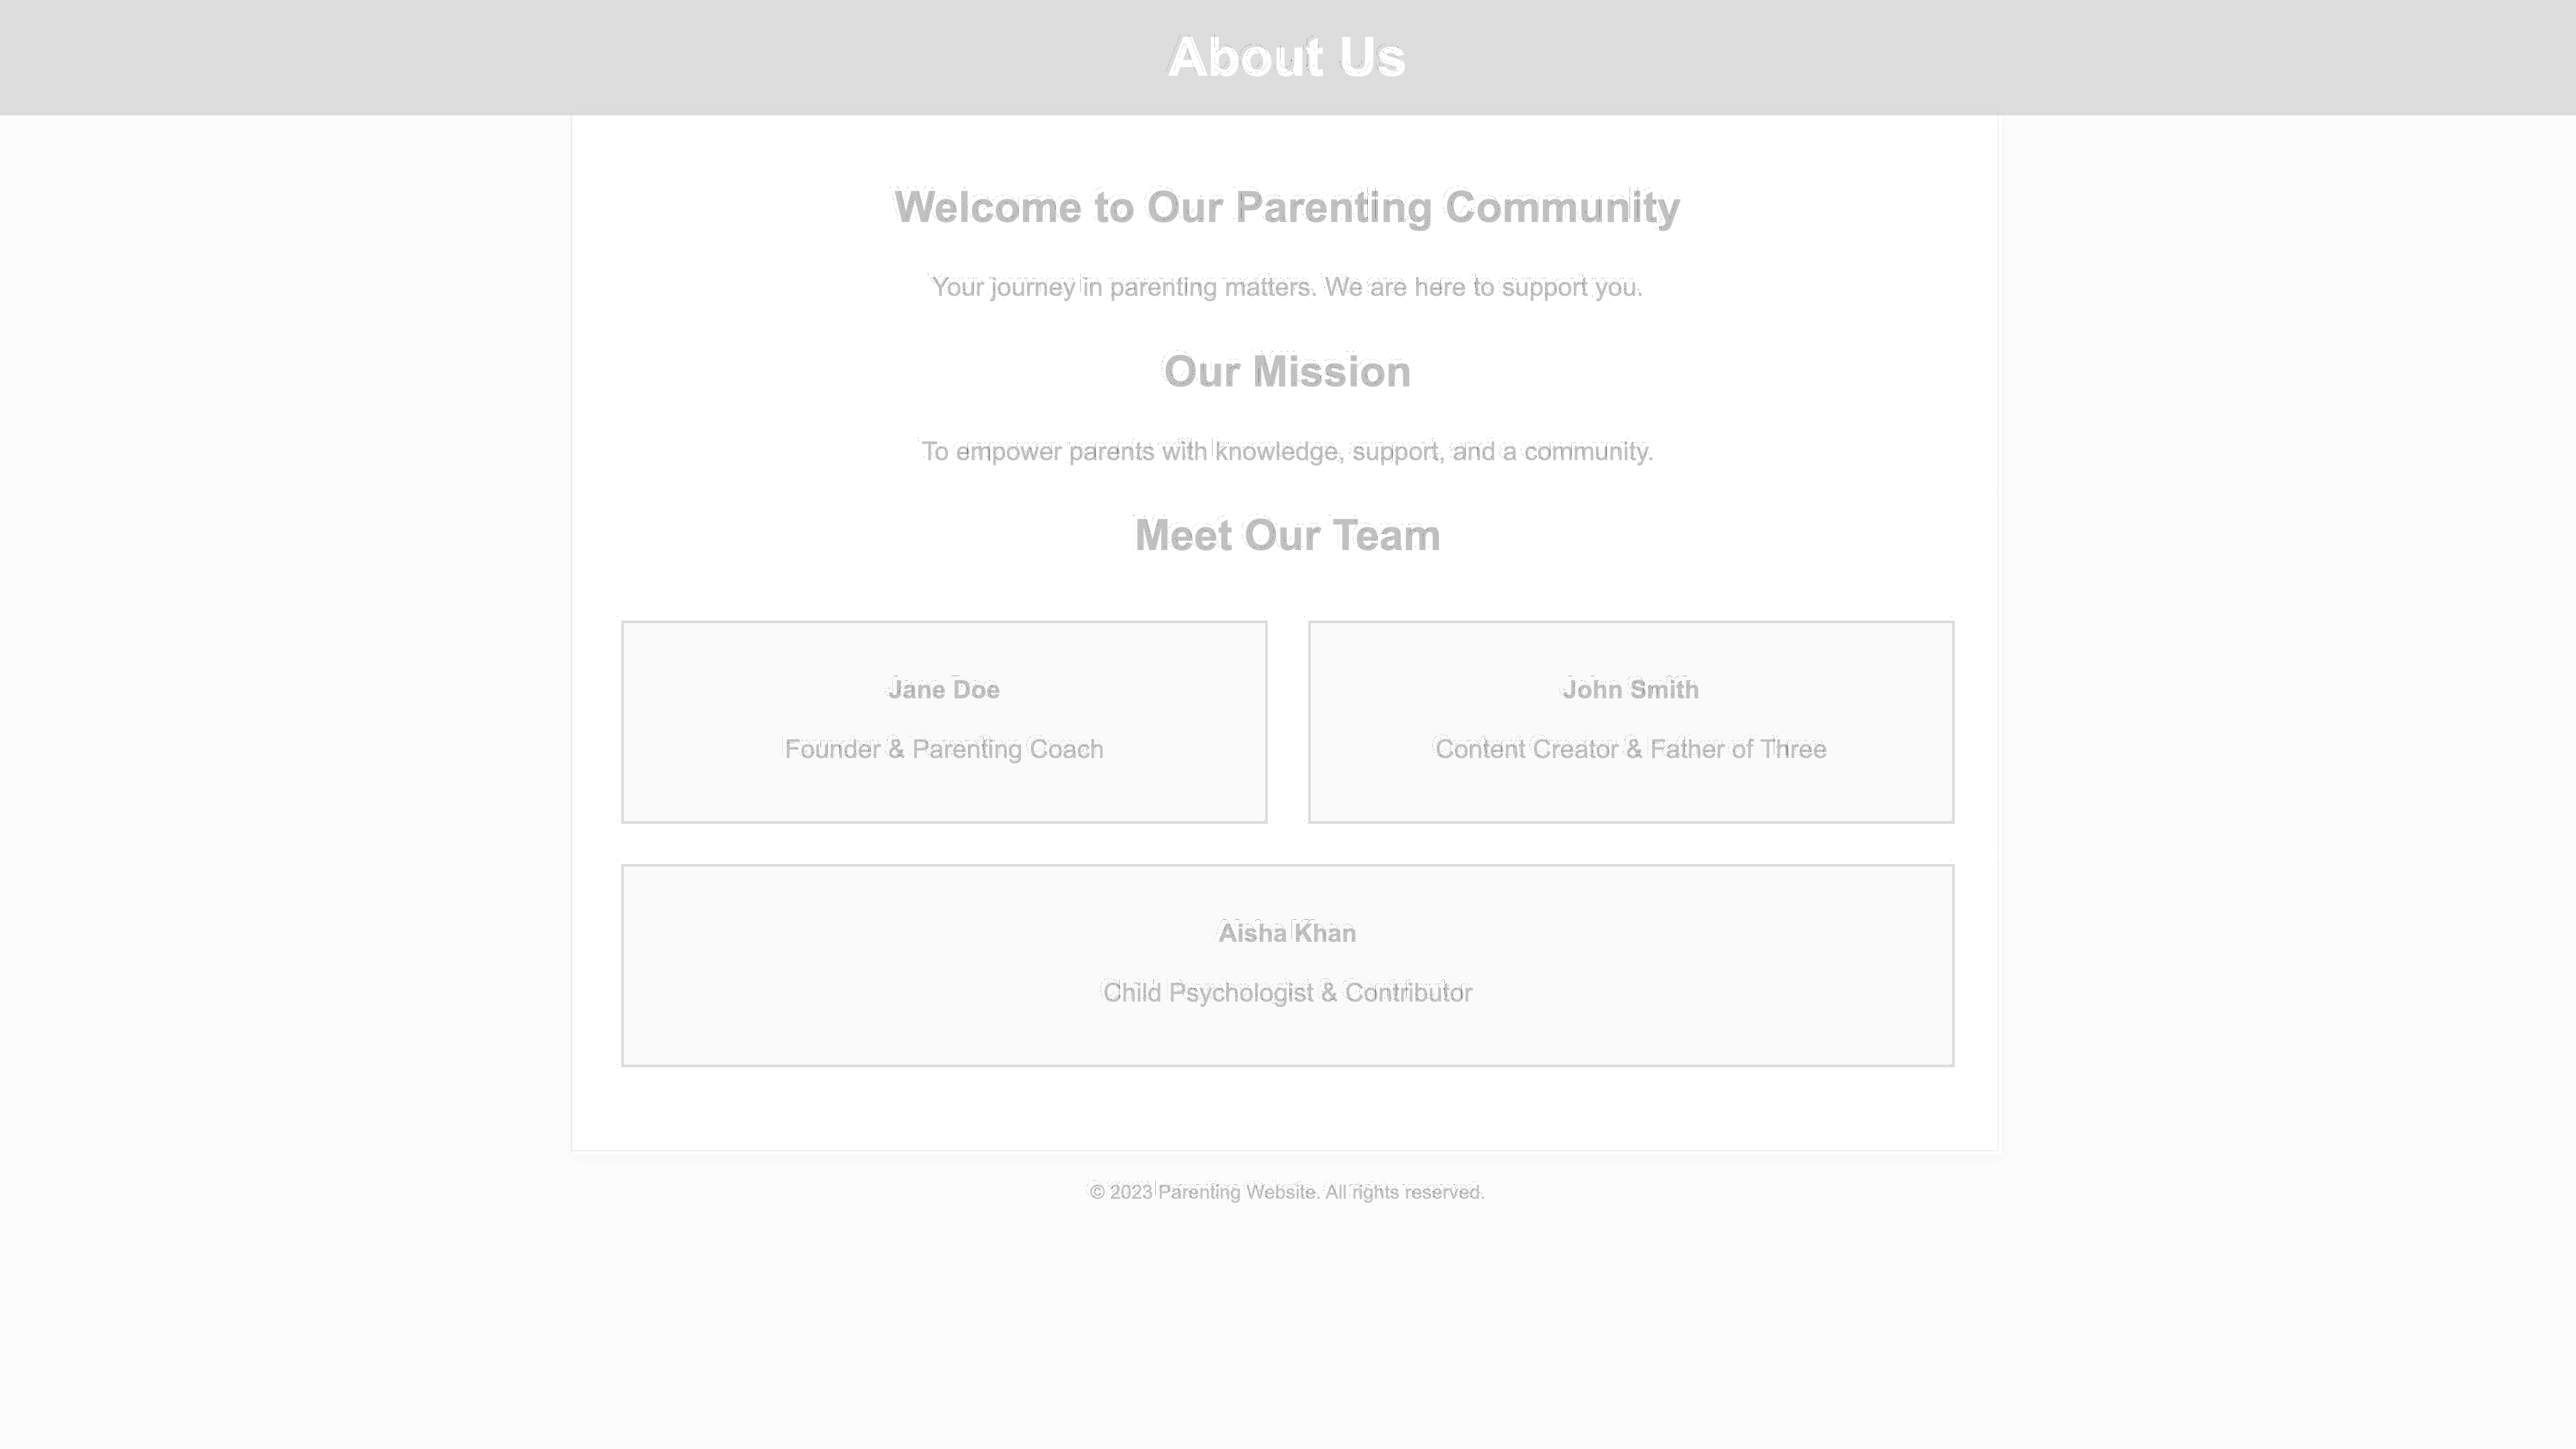 About Us
Welcome to Our Parenting Community
Your journey in parenting matters. We are here to support you.
Our Mission
To empower parents with knowledge, support, and a community.
Meet Our Team
Jane Doe
Founder & Parenting Coach
John Smith
Content Creator & Father of Three
Aisha Khan
Child Psychologist & Contributor
© 2023 Parenting Website. All rights reserved.